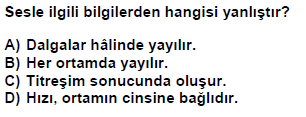 Sesle ilgili bilgilerden hangisi yanlıştır?
A) Dalgalar hâlinde yayılır.
B) Her ortamda yayılır.
C) Titreşim sonucunda oluşur.
D) Hızı, ortamın cinsine bağlıdır.